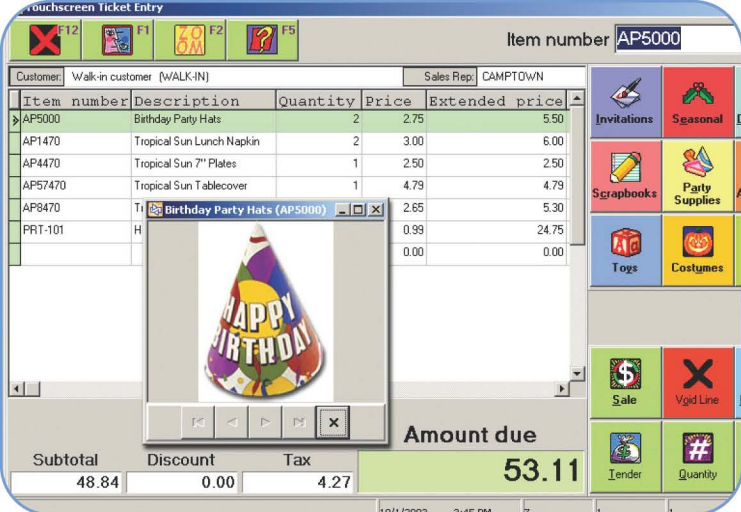 Touchscreen Ticket Entry
F12 F1 ZOOM F2 F5
Item number AP5000
Customer: Walk-in customer (WALK-IN) Sales Rep: CAMPTOWN
Item number Description Quantity Price Extended price
AP5000 Birthday Party Hats 2 2.75 5.50
AP1470 Tropical Sun Lunch Napkin 2 3.00 6.00
AP4470 Tropical Sun 7" Plates 1 2.50 2.50
AP57470 Tropical Sun Tablecover 1 4.79 4.79
AP8470 2.65 5.30
PRT-101 0.99 24.75
0.00 0.00
Birthday Party Hats (AP5000)
HAPPY
BIRTHDAY
Invitations Seasonal
Scrapbooks Party Supplies
Toys Costumes
Sale Void Line
Tender Quantity
Amount due
53.11
Subtotal Discount Tax
48.84 0.00 4.27
3:45 PM